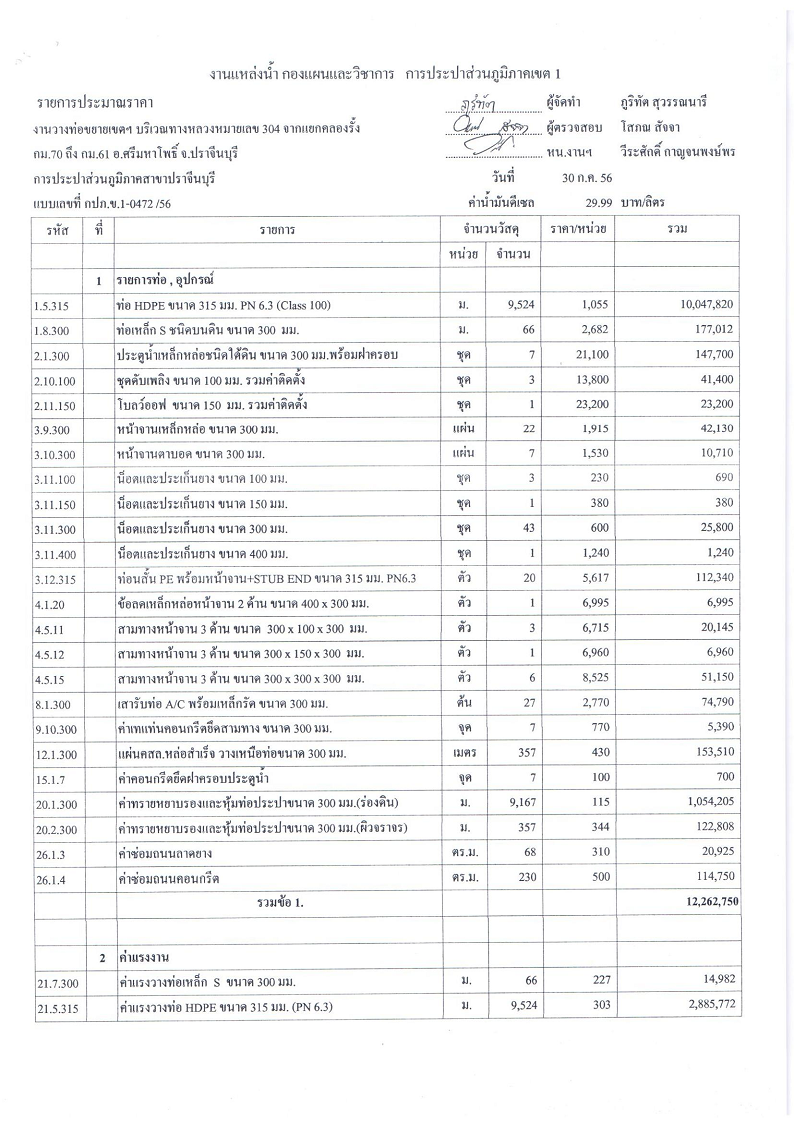 งานแหล่งน้ำ กองแผนและวิชาการ การประปาส่วนภูมิภาคเขต 1
รายการประมาณราคา ผู้จัดทำ ภูริทัต สุวรรณนารี
งานวางท่อขยายเขตฯ บริเวณทางหลวงหมายเลข 304 จากแยกคลองรั้ง ผู้ตรวจสอบ โสภณ สัจจา
กม.70 ถึง กม.61 อ.ศรีมหาโพธิ์ จ.ปราจีนบุรี หน.งานฯ วีระศักดิ์ กาญจนพงษ์พร
การประปาส่วนภูมิภาคสาขาปราจีนบุรี วันที่ 30 ก.ค. 56
แบบเลขที่ กปภ.ข.1-0472 /56 ค่าน้ำมันดีเซล 29.99 บาท/ลิตร
รหัส ที่ รายการ จำนวนวัสดุ ราคา/หน่วย รวม
หน่วย จำนวน
1 รายการท่อ , อุปกรณ์
1.5.315 ท่อ HDPE ขนาด 315 มม. PN 6.3 (Class 100) ม. 9,524 1,055 10,047,820
1.8.300 ท่อเหล็ก S ชนิดบนดิน ขนาด 300 มม. ม. 66 2,682 177,012
2.1.300 ประตูน้ำเหล็กหล่อชนิดใต้ดิน ขนาด 300 มม.พร้อมฝาครอบ ชุด 7 21,100 147,700
2.10.100 ชุดดับเพลิง ขนาด 100 มม. รวมค่าติดตั้ง ชุด 3 13,800 41,400
2.11.150 โบลว์ออฟ ขนาด 150 มม. รวมค่าติดตั้ง ชุด 1 23,200 23,200
3.9.300 หน้าจานเหล็กหล่อ ขนาด 300 มม. แผ่น 22 1,915 42,130
3.10.300 หน้าจานตาบอด ขนาด 300 มม. แผ่น 7 1,530 10,710
3.11.100 น็อตและประเก็นยาง ขนาด 100 มม. ชุด 3 230 690
3.11.150 น็อตและประเก็นยาง ขนาด 150 มม. ชุด 1 380 380
3.11.300 น็อตและประเก็นยาง ขนาด 300 มม. ชุด 43 600 25,800
3.11.400 น็อตและประเก็นยาง ขนาด 400 มม. ชุด 1 1,240 1,240
3.12.315 ท่อนสั้น PE พร้อมหน้าจาน+STUB END ขนาด 315 มม. PN6.3 ตัว 20 5,617 112,340
4.1.20 ข้อลดเหล็กหล่อหน้าจาน 2 ด้าน ขนาด 400 x 300 มม. ตัว 1 6,995 6,995
4.5.11 สามทางหน้าจาน 3 ด้าน ขนาด 300 x 100 x 300 มม. ตัว 3 6,715 20,145
4.5.12 สามทางหน้าจาน 3 ด้าน ขนาด 300 x 150 x 300 มม. ตัว 1 6,960 6,960
4.5.15 สามทางหน้าจาน 3 ด้าน ขนาด 300 x 300 x 300 มม. ตัว 6 8,525 51,150
8.1.300 เสารับท่อ A/C พร้อมเหล็กรัด ขนาด 300 มม. ต้น 27 2,770 74,790
9.10.300 ค่าเทแท่นคอนกรีตยึดสามทาง ขนาด 300 มม. จุด 7 770 5,390
12.1.300 แผ่นคสล.หล่อสำเร็จ วางเหนือท่อขนาด 300 มม. เมตร 357 430 153,510
15.1.7 ค่าคอนกรีตยึดฝาครอบประตูน้ำ จุด 7 100 700
20.1.300 ค่าทรายหยาบรองและหุ้มท่อประปาขนาด 300 มม.(ร่องดิน) ม. 9,167 115 1,054,205
20.2.300 ค่าทรายหยาบรองและหุ้มท่อประปาขนาด 300 มม.(ผิวจราจร) ม. 357 344 122,808
26.1.3 ค่าซ่อมถนนลาดยาง ตร.ม. 68 310 20,925
26.1.4 ค่าซ่อมถนนคอนกรีต ตร.ม. 230 500 114,750
รวมข้อ 1. 12,262,750
2 ค่าแรงงาน
21.7.300 ค่าแรงวางท่อเหล็ก S ขนาด 300 มม. ม. 66 227 14,982
21.5.315 ค่าแรงวางท่อ HDPE ขนาด 315 มม. (PN 6.3) ม. 9,524 303 2,885,772